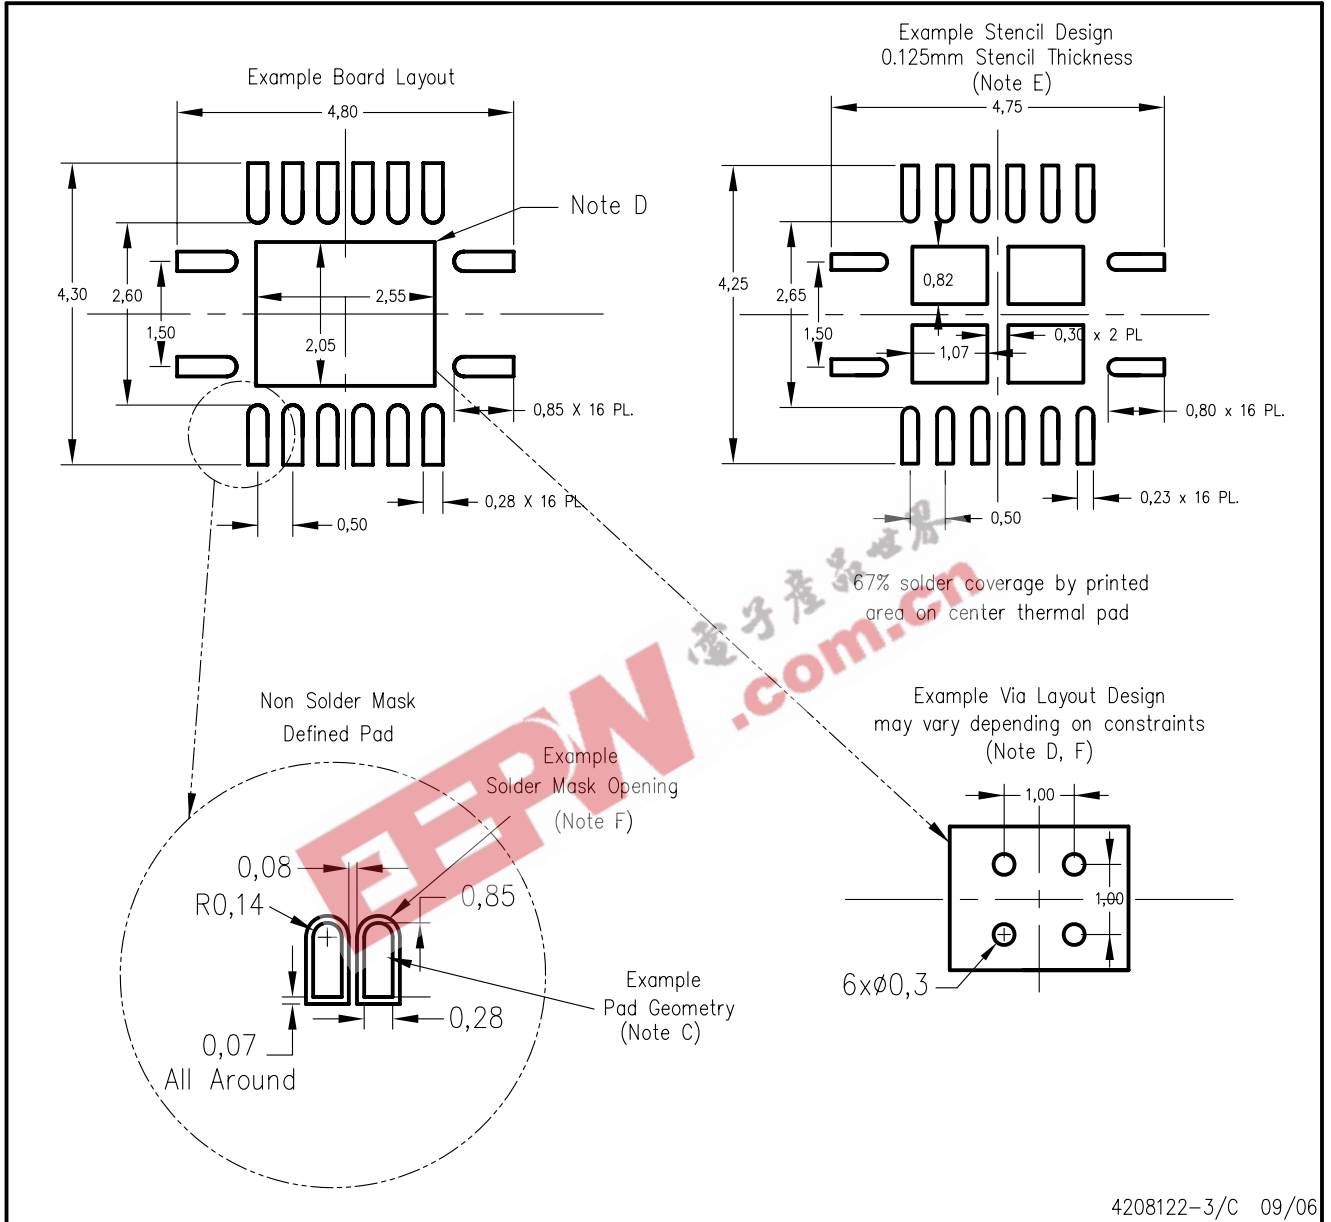 Example Board Layout
4,80
4,30
2,60
1,50
2,55
2,05
Note D
0,85 X 16 PL.
0,28 X 16 PL
0,50
Example Stencil Design
0.125mm Stencil Thickness
(Note E)
4,75
4,25
2,65
1,50
0,82
0,30 x 2 PL
1,07
0,80 x 16 PL.
0,23 x 16 PL.
0,50
67% solder coverage by printed
area on center thermal pad
電子產品世界
EEPW.com.cn
Non Solder Mask
Defined Pad
Example
Solder Mask Opening
(Note F)
0,08
R0,14
0,85
Example
Pad Geometry
(Note C)
0,28
0,07
All Around
Example Via Layout Design
may vary depending on constraints
(Note D, F)
1,00
1,00
6xø0,3
4208122-3/C 09/06